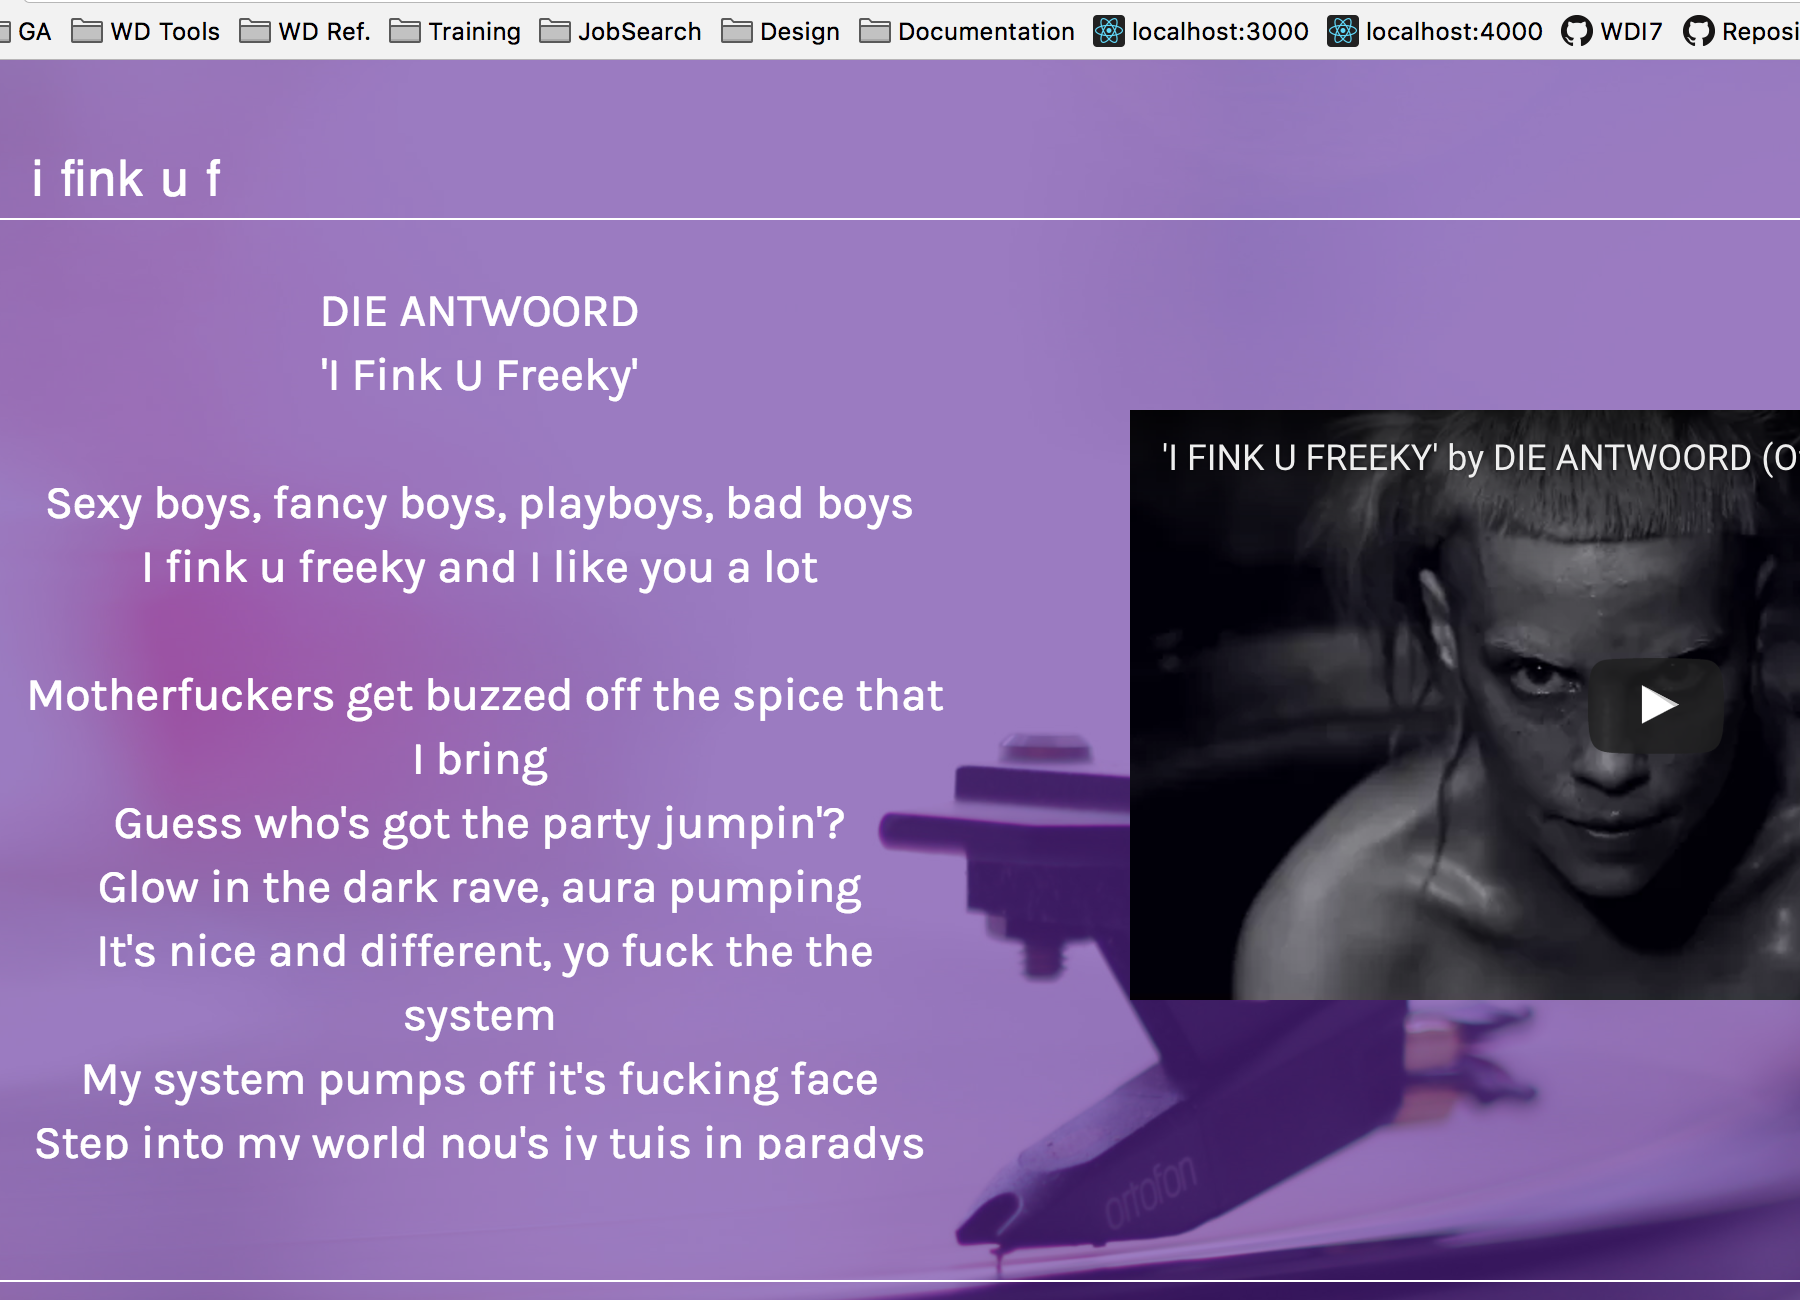 GA WD Tools WD Ref. Training JobSearch Design Documentation localhost:3000 localhost:4000 WDI7 Reposi
i fink u f
DIE ANTWOORD
'I Fink U Freeky'
Sexy boys, fancy boys, playboys, bad boys
I fink u freeky and I like you a lot
Motherfuckers get buzzed off the spice that
I bring
Guess who's got the party jumpin'?
Glow in the dark rave, aura pumping
It's nice and different, yo fuck the the
system
My system pumps off it's fucking face
Step into my world nou's jy tuis in paradys
'I FINK U FREEKY' by DIE ANTWOORD (O
ortofon